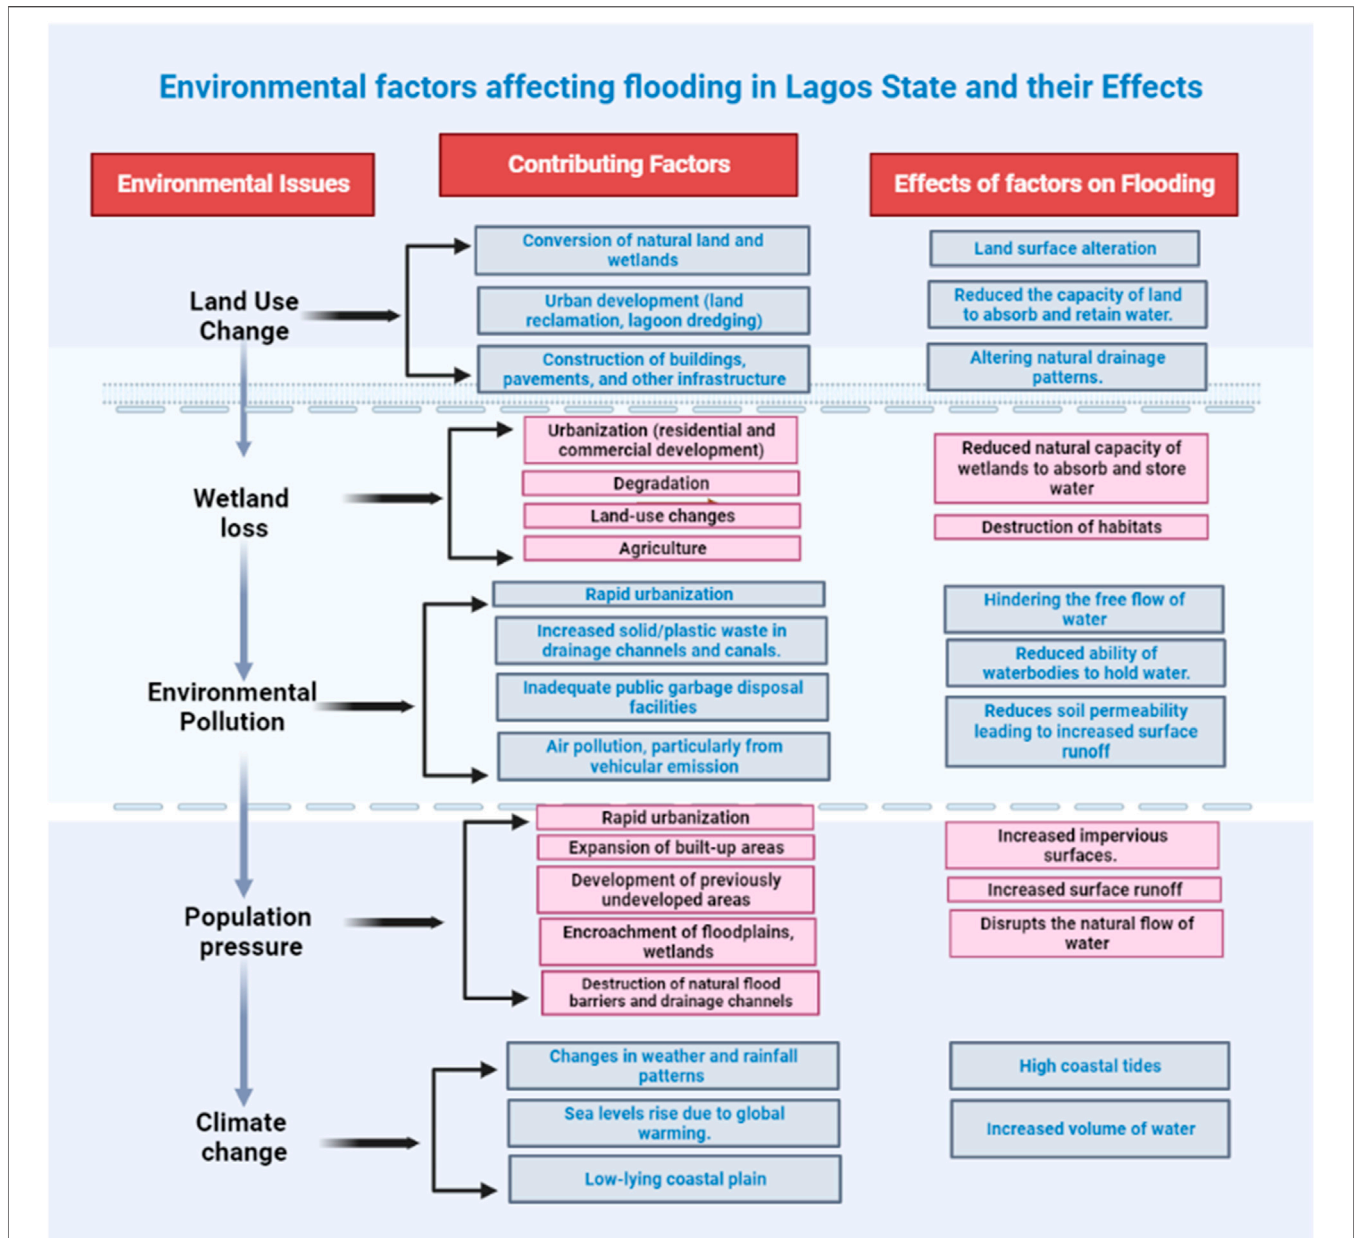 Environmental factors affecting flooding in Lagos State and their Effects
Environmental Issues
Contributing Factors
Effects of factors on Flooding
Land Use
Change
Conversion of natural land and
wetlands
Urban development (land
reclamation, lagoon dredging)
Construction of buildings,
pavements, and other infrastructure
Land surface alteration
Reduced the capacity of land
to absorb and retain water.
Altering natural drainage
patterns.
Wetland
loss
Urbanization (residential and
commercial development)
Degradation
Land-use changes
Agriculture
Reduced natural capacity of
wetlands to absorb and store
water
Destruction of habitats
Environmental
Pollution
Rapid urbanization
Increased solid/plastic waste in
drainage channels and canals.
Inadequate public garbage disposal
facilities
Air pollution, particularly from
vehicular emission
Hindering the free flow of
water
Reduced ability of
waterbodies to hold water.
Reduces soil permeability
leading to increased surface
runoff
Population
pressure
Rapid urbanization
Expansion of built-up areas
Development of previously
undeveloped areas
Encroachment of floodplains,
wetlands
Destruction of natural flood
barriers and drainage channels
Increased impervious
surfaces.
Increased surface runoff
Disrupts the natural flow of
water
Climate
change
Changes in weather and rainfall
patterns
Sea levels rise due to global
warming.
Low-lying coastal plain
High coastal tides
Increased volume of water